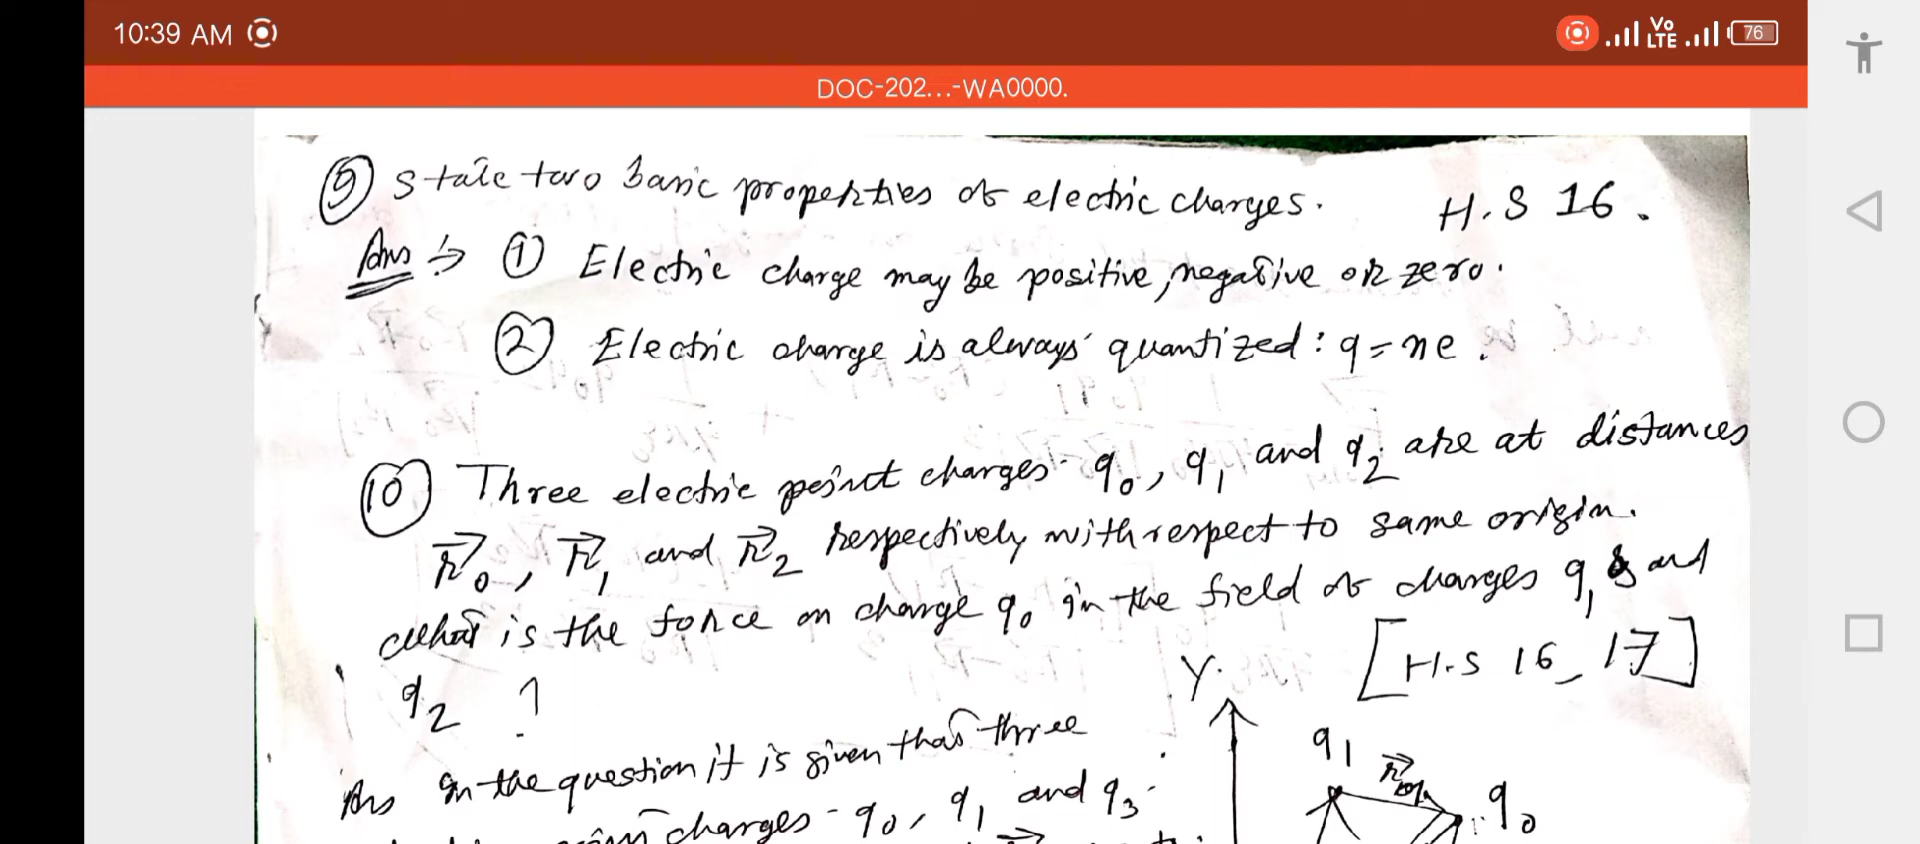 10:39 AM
Vo LTE 76
DOC-202...-WA0000.
9 State two basic properties of electric charges. H.S 16.
Ans :→ 1 Electric charge may be positive, negative or zero.
2 Electric charge is always quantized : q = ne.
10 Three electric point charges q₀, q₁ and q₂ are at distances
r⃗₀, r⃗₁ and r⃗₂ respectively with respect to same origin.
What is the force on charge q₀ in the field of charges q₁ and
q₂ ? [H.S 16_17]
Y
Ans In the question it is given that three
charges - q₀, q₁ and q₃
q₁
q₀